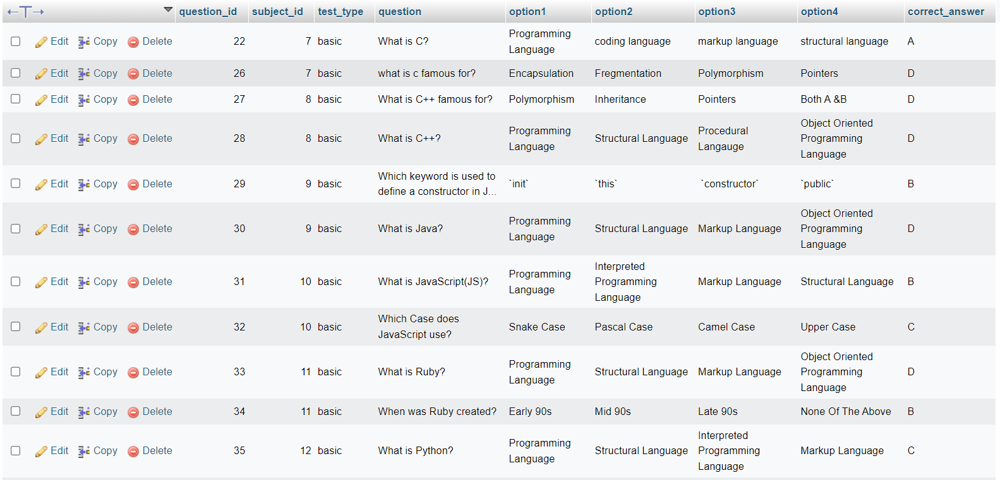 question_id subject_id test_type question option1 option2 option3 option4 correct_answer
Edit Copy Delete 22 7 basic What is C? Programming Language coding language markup language structural language A
Edit Copy Delete 26 7 basic what is c famous for? Encapsulation Fregmentation Polymorphism Pointers D
Edit Copy Delete 27 8 basic What is C++ famous for? Polymorphism Inheritance Pointers Both A &B D
Edit Copy Delete 28 8 basic What is C++? Programming Language Structural Language Procedural Langauge Object Oriented Programming Language D
Edit Copy Delete 29 9 basic Which keyword is used to define a constructor in J... `init` `this` `constructor` `public` B
Edit Copy Delete 30 9 basic What is Java? Programming Language Structural Language Markup Language Object Oriented Programming Language D
Edit Copy Delete 31 10 basic What is JavaScript(JS)? Programming Language Interpreted Programming Language Markup Language Structural Language B
Edit Copy Delete 32 10 basic Which Case does JavaScript use? Snake Case Pascal Case Camel Case Upper Case C
Edit Copy Delete 33 11 basic What is Ruby? Programming Language Structural Language Markup Language Object Oriented Programming Language D
Edit Copy Delete 34 11 basic When was Ruby created? Early 90s Mid 90s Late 90s None Of The Above B
Edit Copy Delete 35 12 basic What is Python? Programming Language Structural Language Interpreted Programming Language Markup Language C